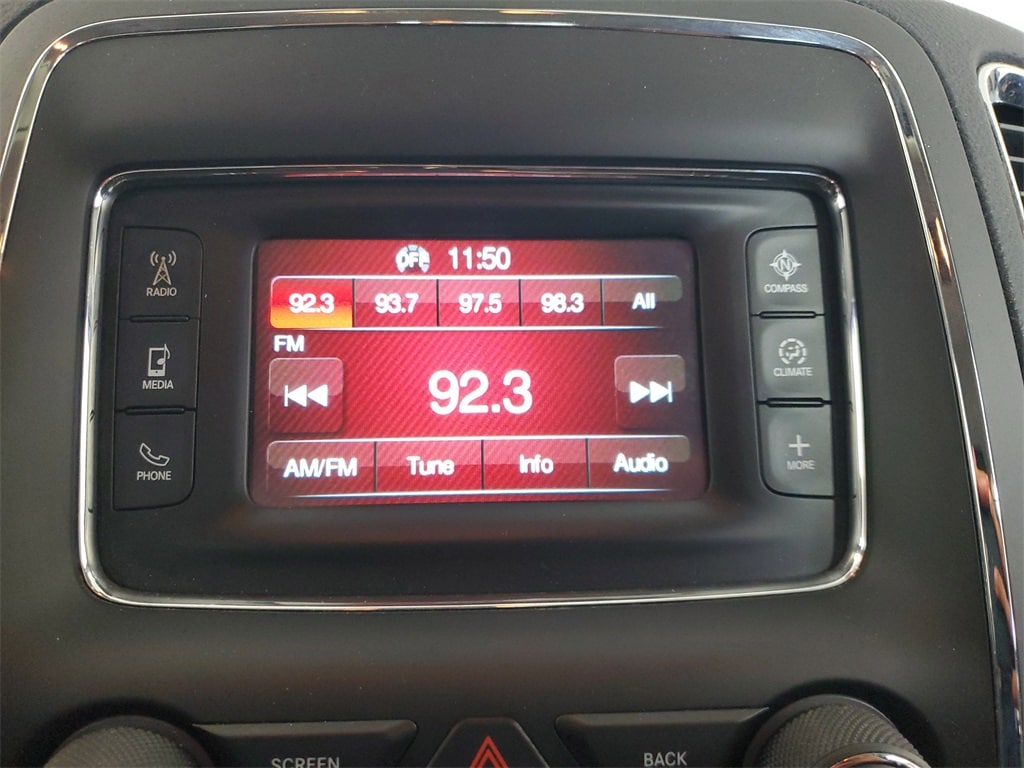 11:50
92.3 93.7 97.5 98.3 All
FM
92.3
AM/FM Tune Info Audio
RADIO
MEDIA
PHONE
N
COMPASS
CLIMATE
+
MORE
SCREEN
BACK